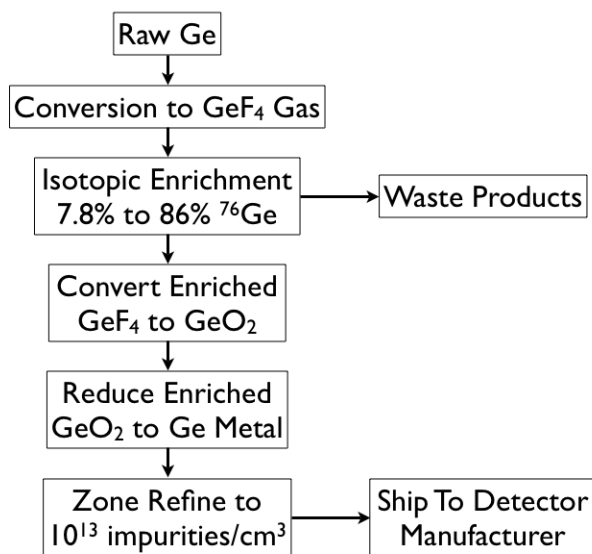 Raw Ge
Conversion to GeF₄ Gas
Isotopic Enrichment
7.8% to 86% ⁷⁶Ge
Waste Products
Convert Enriched
GeF₄ to GeO₂
Reduce Enriched
GeO₂ to Ge Metal
Zone Refine to
10¹³ impurities/cm³
Ship To Detector
Manufacturer